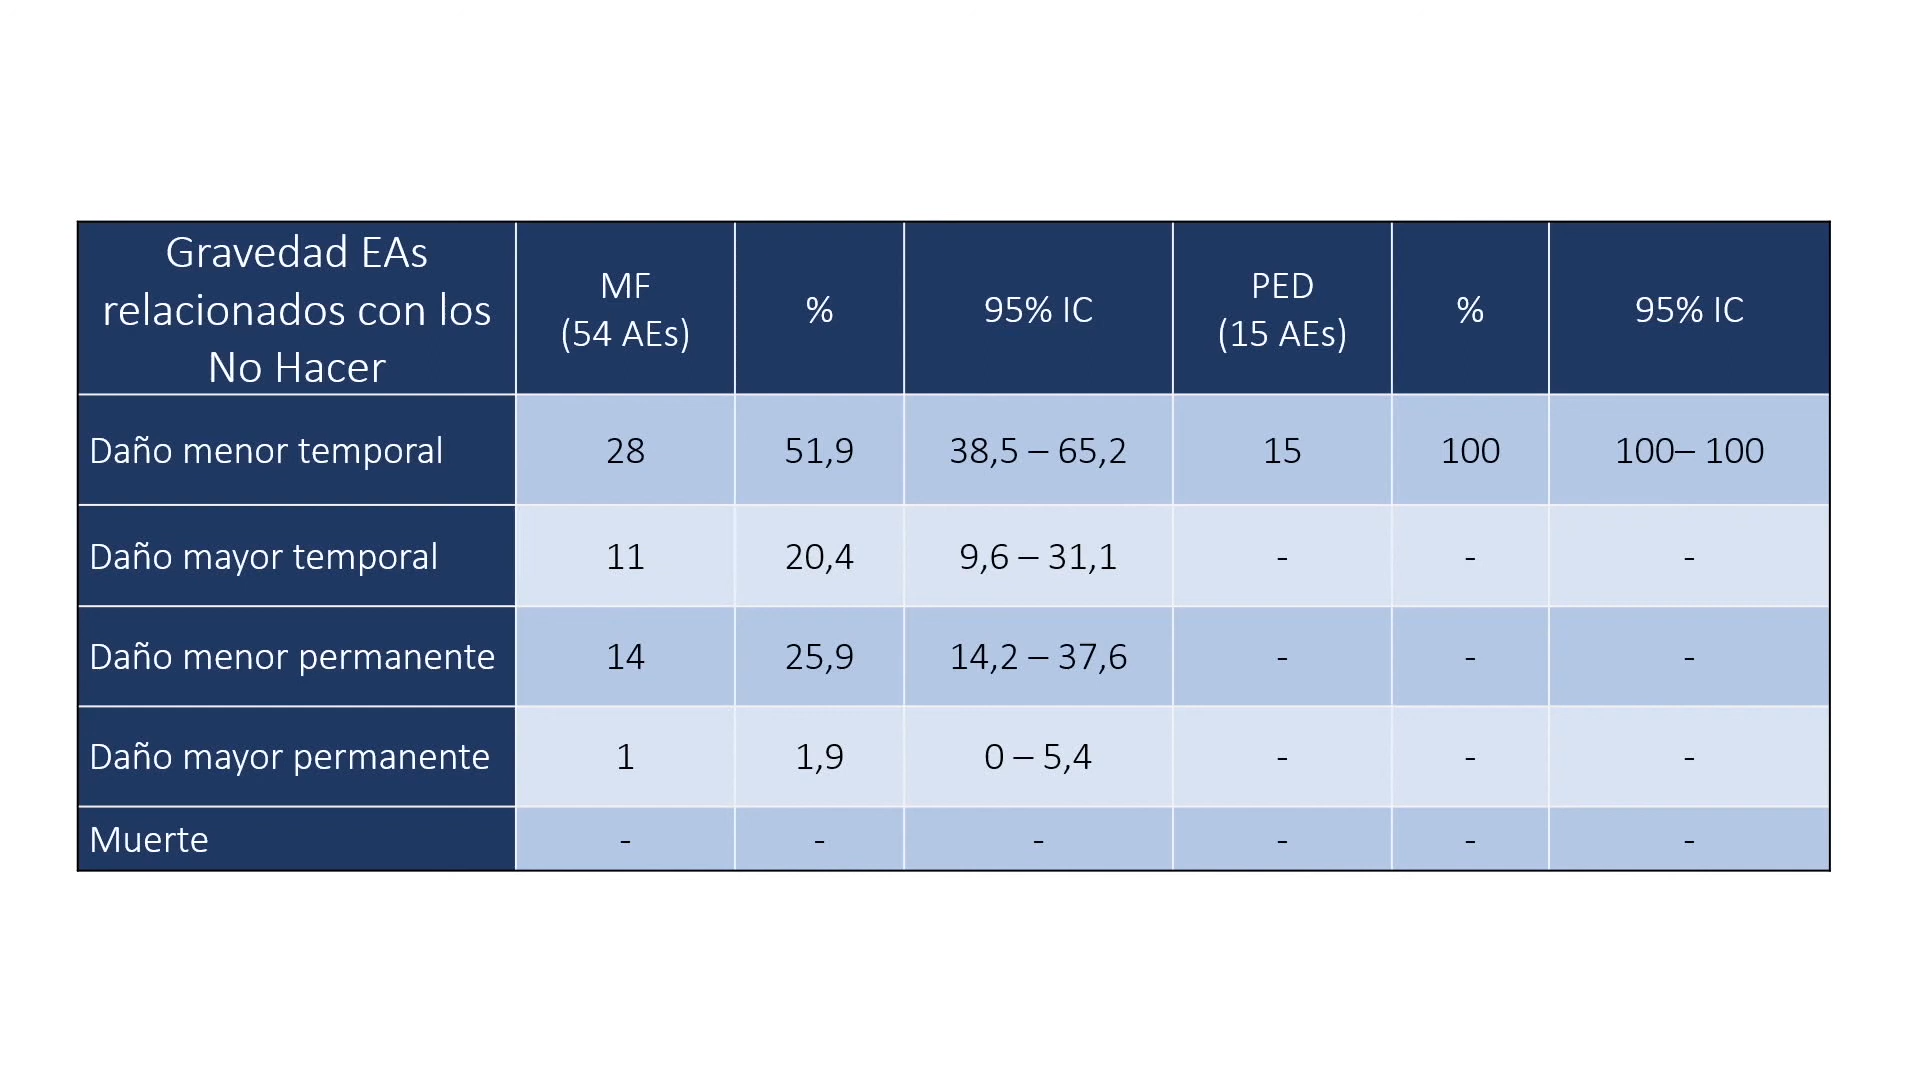 Gravedad EAs
relacionados con los
No Hacer
MF
(54 AEs)
%
95% IC
PED
(15 AEs)
%
95% IC
Daño menor temporal 28 51,9 38,5 – 65,2 15 100 100– 100
Daño mayor temporal 11 20,4 9,6 – 31,1 - - -
Daño menor permanente 14 25,9 14,2 – 37,6 - - -
Daño mayor permanente 1 1,9 0 – 5,4 - - -
Muerte - - - - - -